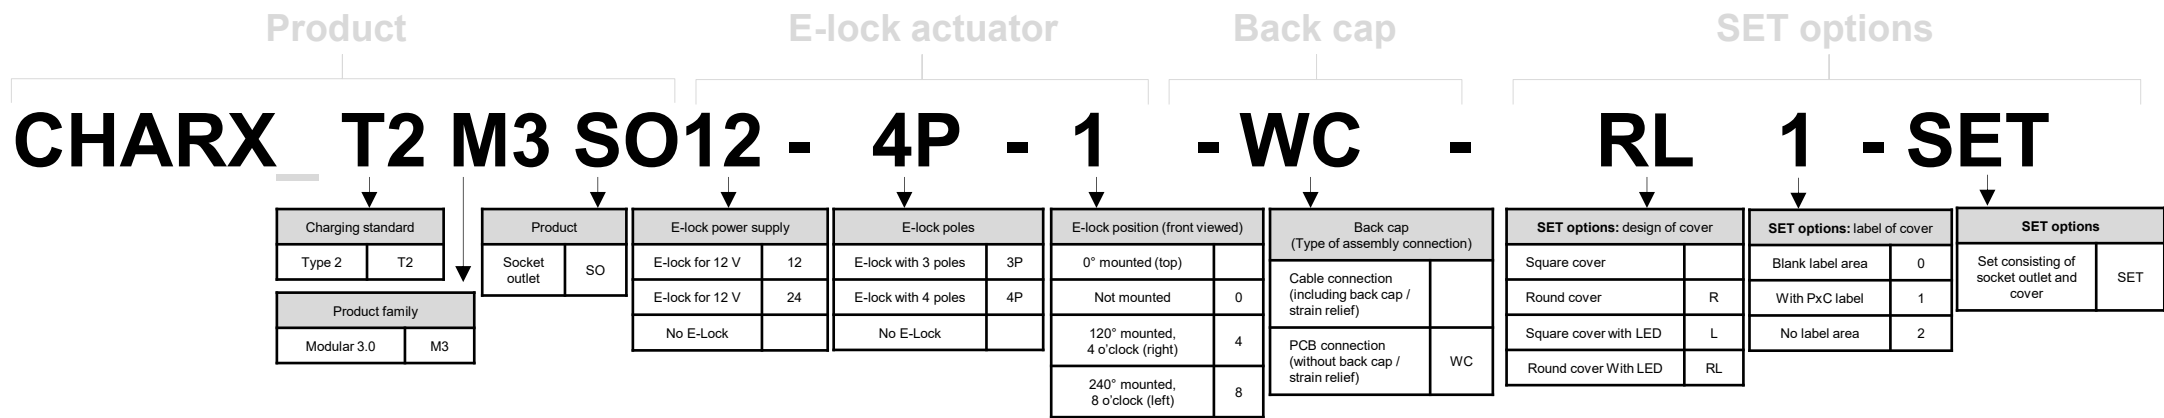 Product
E-lock actuator
Back cap
SET options
CHARX_ T2 M3 SO12 - 4P - 1 - WC - RL 1 - SET
Charging standard
Type 2 T2
Product family
Modular 3.0 M3
Product
Socket
outlet
SO
E-lock power supply
E-lock for 12 V 12
E-lock for 12 V 24
No E-Lock
E-lock poles
E-lock with 3 poles 3P
E-lock with 4 poles 4P
No E-Lock
E-lock position (front viewed)
0° mounted (top)
Not mounted 0
120° mounted,
4 o'clock (right)
4
240° mounted,
8 o'clock (left)
8
Back cap
(Type of assembly connection)
Cable connection
(including back cap /
strain relief)
PCB connection
(without back cap /
strain relief)
WC
SET options: design of cover
Square cover
Round cover R
Square cover with LED L
Round cover With LED RL
SET options: label of cover
Blank label area 0
With PxC label 1
No label area 2
SET options
Set consisting of
socket outlet and
cover
SET